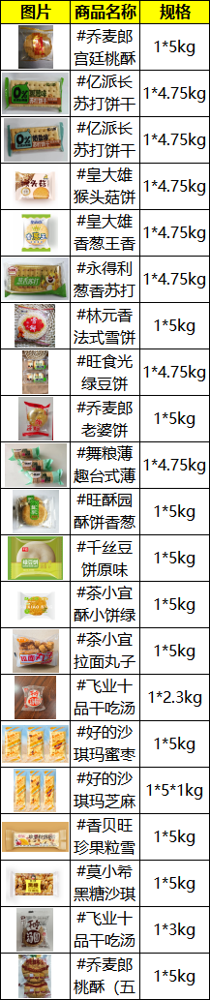 图片 商品名称 规格
#乔麦郎
宫廷桃酥
1*5kg
#亿派长
苏打饼干
1*4.75kg
#亿派长
苏打饼干
1*4.75kg
#皇大雄
猴头菇饼
1*4.75kg
#皇大雄
香葱王香
1*4.75kg
#永得利
葱香苏打
1*4.75kg
#林元香
法式雪饼
1*5kg
#旺食光
绿豆饼
1*4.75kg
#乔麦郎
老婆饼
1*5kg
#舞粮薄
趣台式薄
1*4.75kg
#旺酥园
酥饼香葱
1*5kg
#千丝豆
饼原味
1*5kg
#茶小宜
酥小饼绿
1*5kg
#茶小宜
拉面丸子
1*5kg
#飞业十
品干吃汤
1*2.3kg
#好的沙
琪玛蜜枣
1*5kg
#好的沙
琪玛芝麻
1*5*1kg
#香贝旺
珍果粒雪
1*5kg
#莫小希
黑糖沙琪
1*5kg
#飞业十
品干吃汤
1*3kg
#乔麦郎
桃酥（五
1*5kg